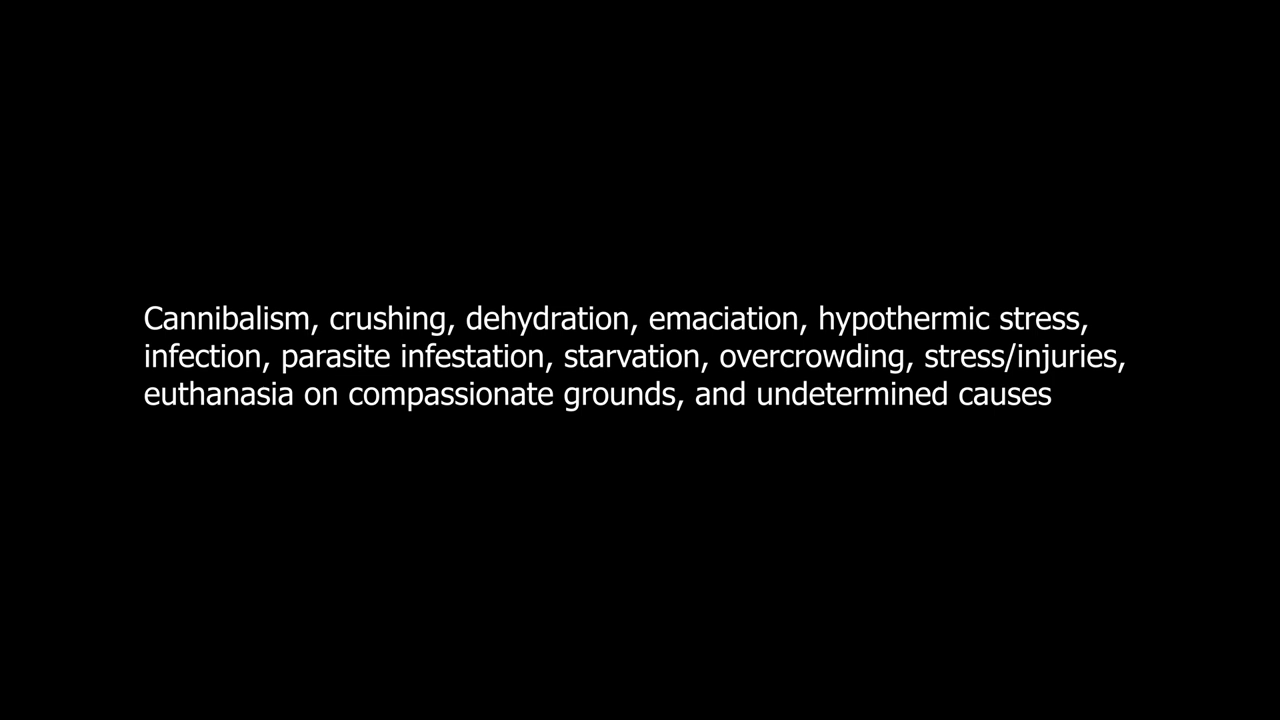 Cannibalism, crushing, dehydration, emaciation, hypothermic stress,
infection, parasite infestation, starvation, overcrowding, stress/injuries,
euthanasia on compassionate grounds, and undetermined causes